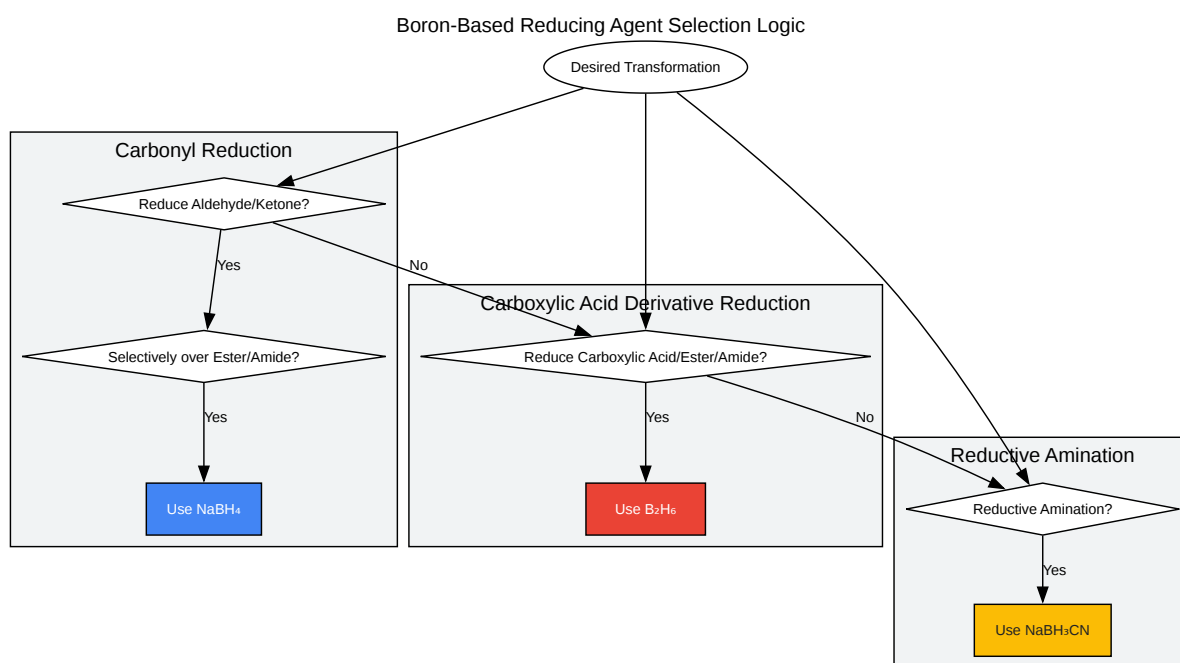 Boron-Based Reducing Agent Selection Logic
Desired Transformation
Carbonyl Reduction
Reduce Aldehyde/Ketone?
Yes
No
Selectively over Ester/Amide?
Yes
Use NaBH₄
Carboxylic Acid Derivative Reduction
Reduce Carboxylic Acid/Ester/Amide?
Yes
No
Use B₂H₆
Reductive Amination
Reductive Amination?
Yes
Use NaBH₃CN